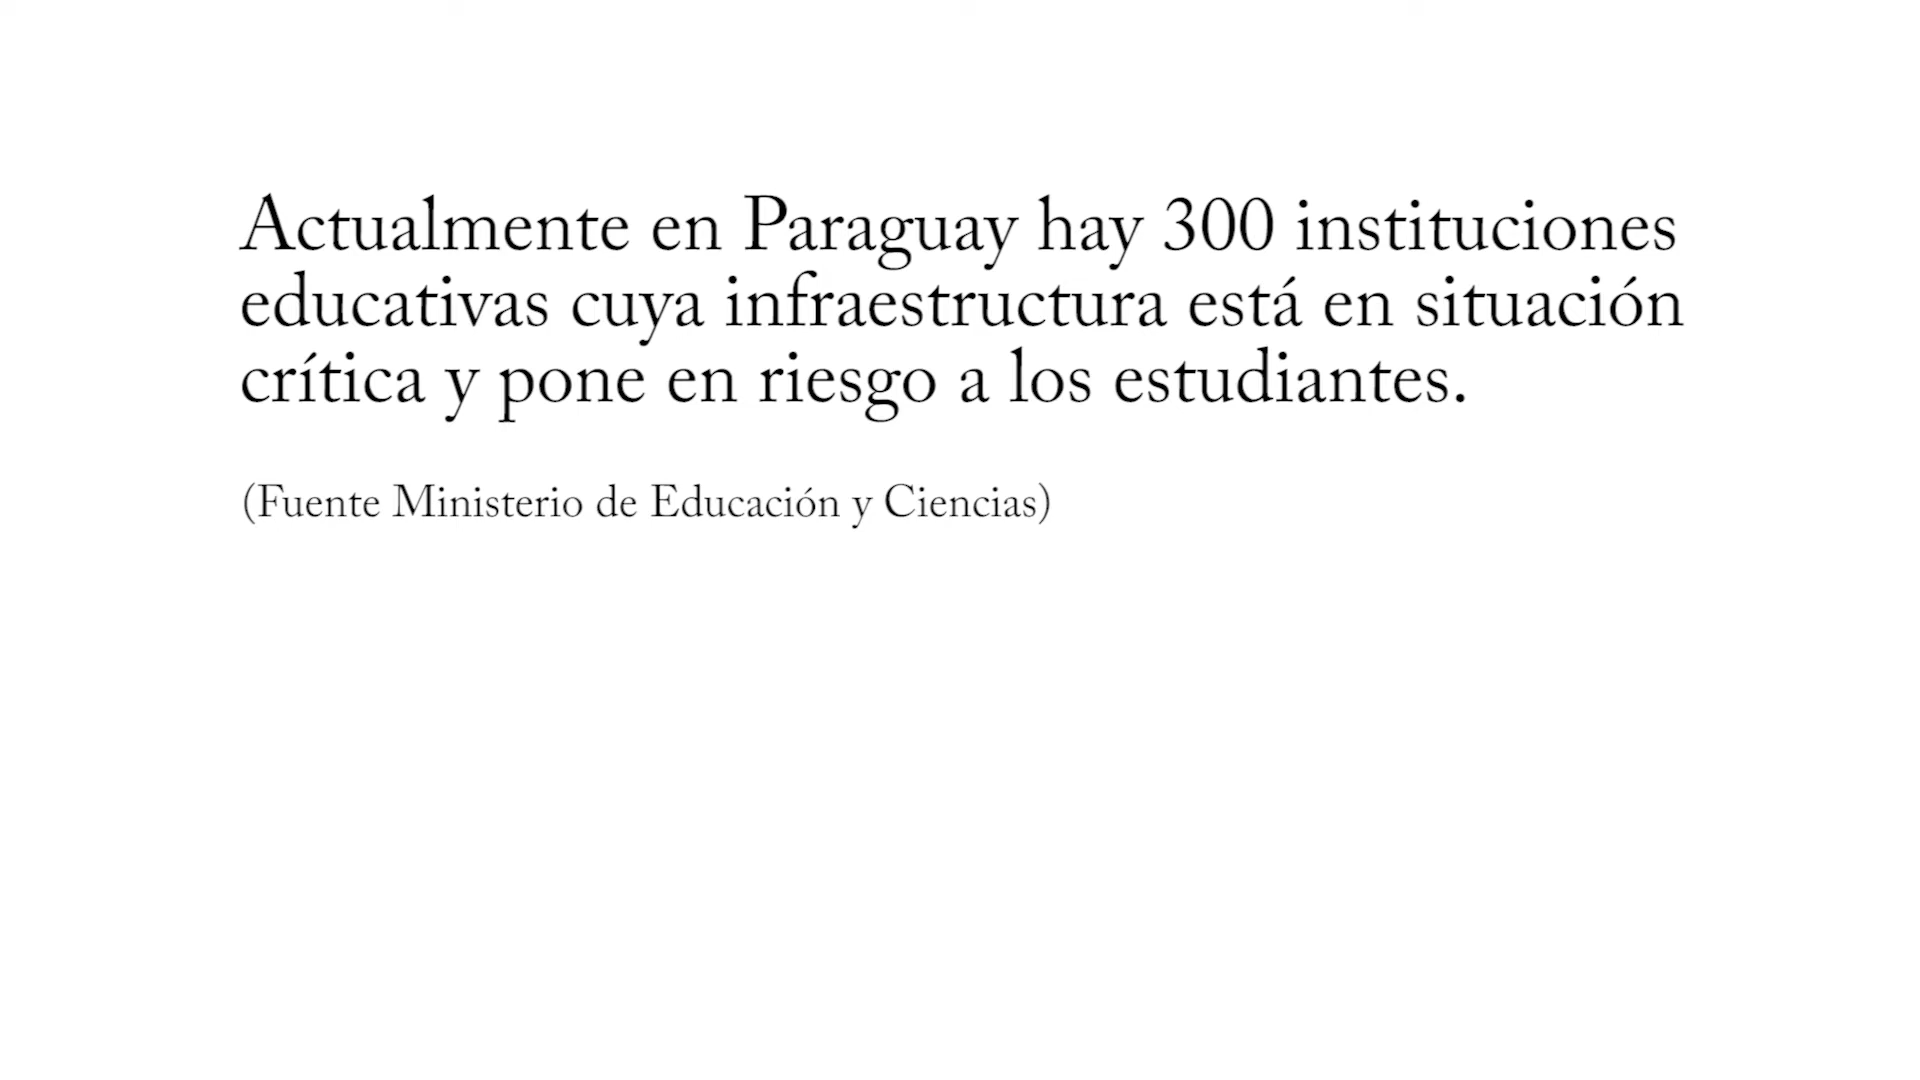 Actualmente en Paraguay hay 300 instituciones
educativas cuya infraestructura está en situación
crítica y pone en riesgo a los estudiantes.
(Fuente Ministerio de Educación y Ciencias)